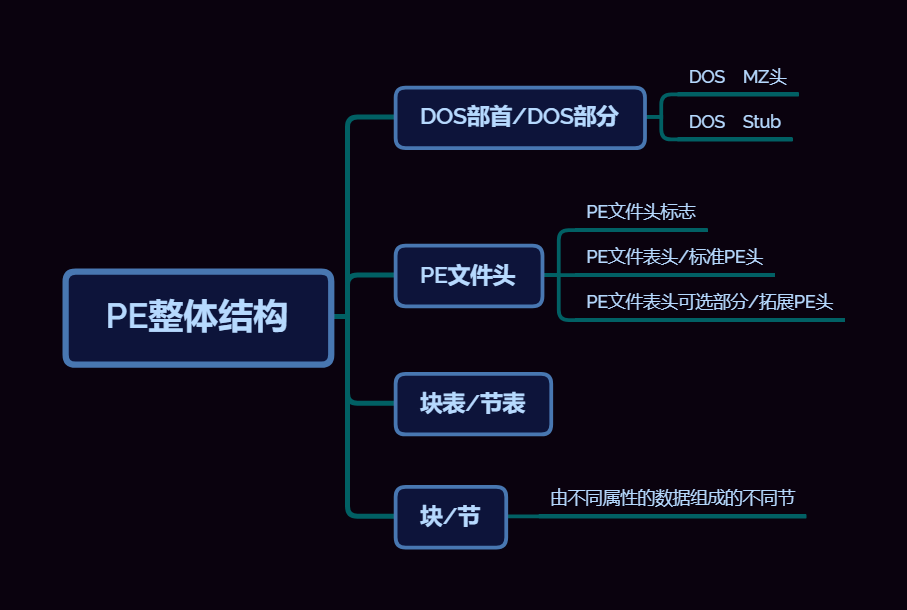 PE整体结构
DOS部首/DOS部分
DOS MZ头
DOS Stub
PE文件头
PE文件头标志
PE文件表头/标准PE头
PE文件表头可选部分/拓展PE头
块表/节表
块/节
由不同属性的数据组成的不同节